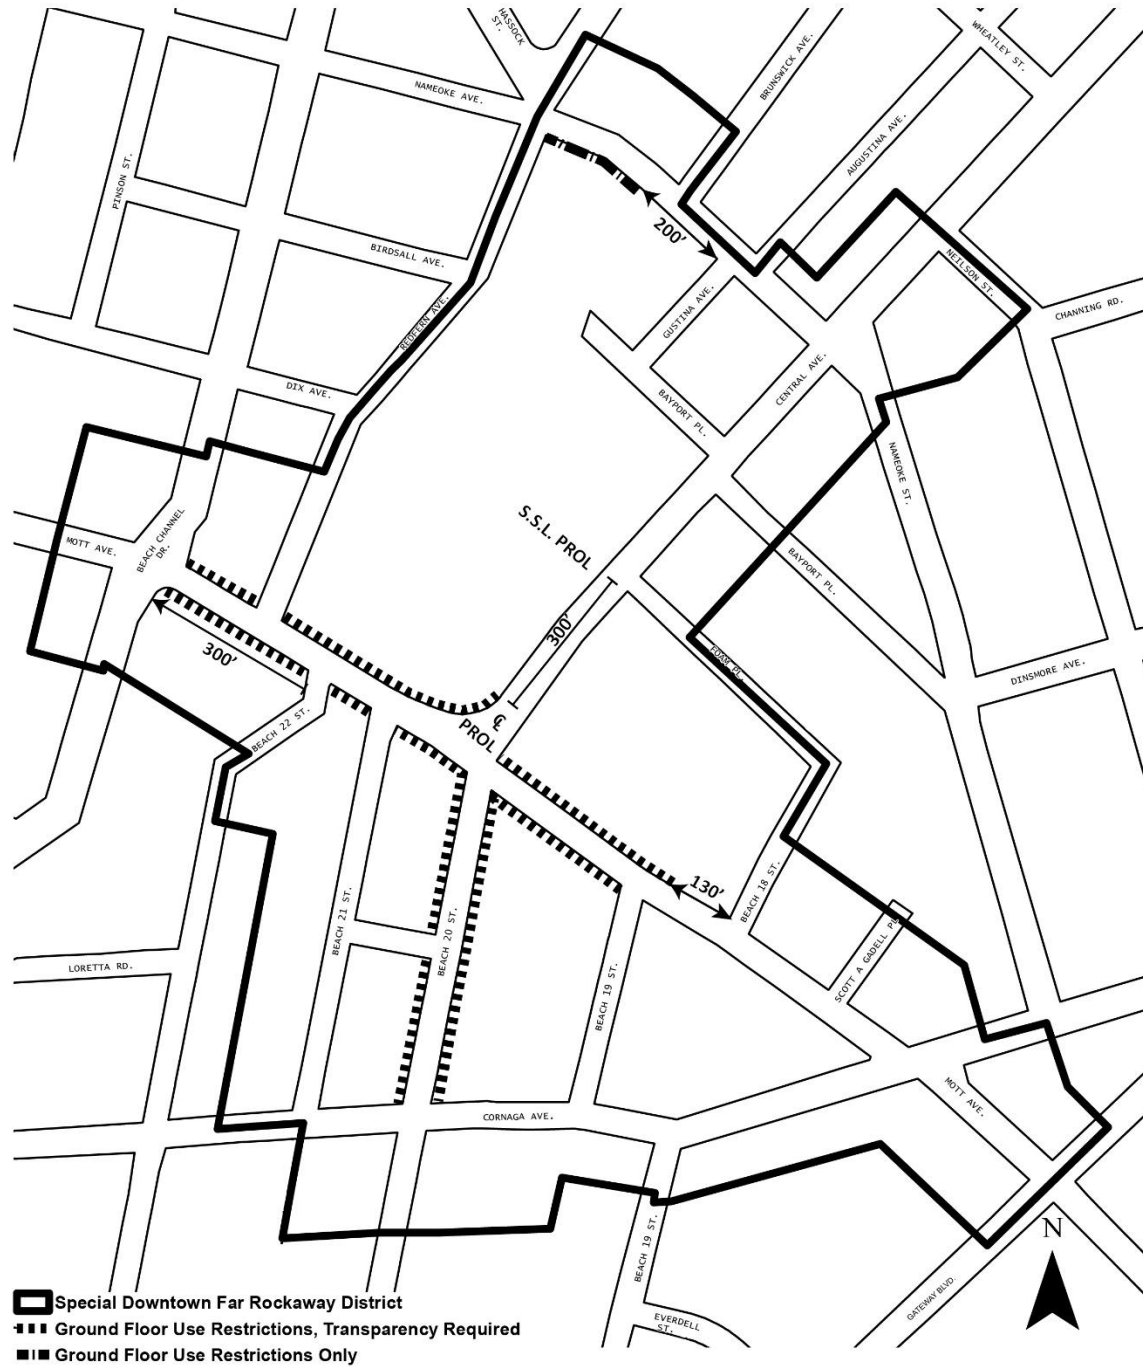 HASSOCK
ST.
WHEATLEY ST.
BRUNSWICK AVE.
NAMEOKE AVE.
AUGUSTINA AVE.
PINSON ST.
200'
BIRDSALL AVE.
NEILSON ST.
CHANNING RD.
REDFERN AVE.
GUSTINA AVE.
DIX AVE.
CENTRAL AVE.
BAYPORT PL.
NAMEOKE ST.
S.S.L. PROL
MOTT AVE.
BEACH CHANNEL
DR.
BAYPORT PL.
300'
300'
FOAM PL.
DINSMORE AVE.
BEACH 22 ST.
℄
PROL
130'
BEACH 18 ST.
BEACH 21 ST.
BEACH 20 ST.
SCOTT A GADELL PL.
LORETTA RD.
BEACH 19 ST.
MOTT AVE.
CORNAGA AVE.
BEACH 19 ST.
N
GATEWAY BLVD.
EVERDELL
ST.
Special Downtown Far Rockaway District
Ground Floor Use Restrictions, Transparency Required
Ground Floor Use Restrictions Only